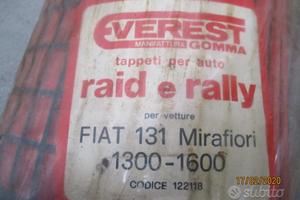 EVEREST
MANIFATTURA GOMMA
tappeti per auto
raid e rally
per vetture
FIAT 131 Mirafiori
1300-1600
CODICE 122118
17/02/2020
subito